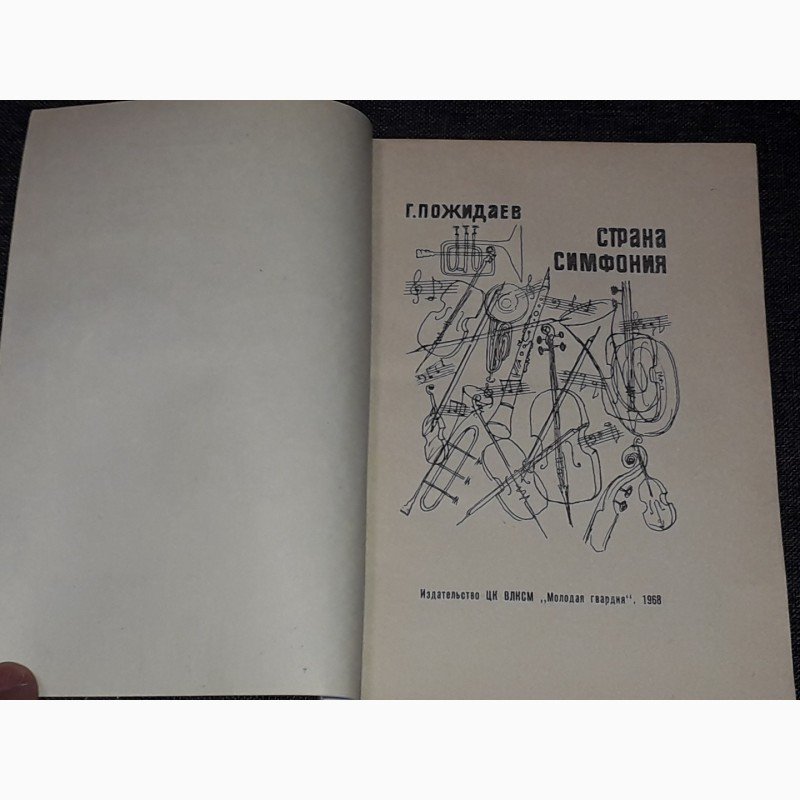 Г. ПОЖИДАЕВ
СТРАНА
СИМФОНИЯ
Издательство ЦК ВЛКСМ „Молодая гвардия“, 1968